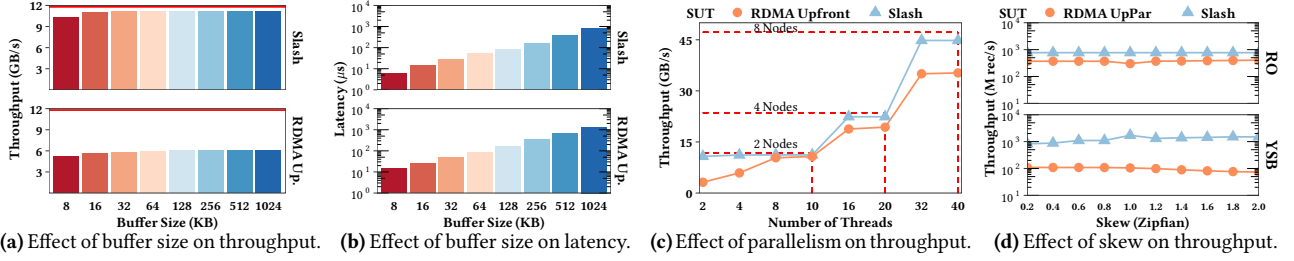 12
9
6
3
Throughput (GB/s)
Slash
12
9
6
3
RDMA Up.
8 16 32 64 128 256 512 1024
Buffer Size (KB)
(a) Effect of buffer size on throughput.
10^5
10^4
10^3
10^2
10^1
10^0
Latency (μs)
Slash
10^5
10^4
10^3
10^2
10^1
10^0
RDMA Up.
8 16 32 64 128 256 512 1024
Buffer Size (KB)
(b) Effect of buffer size on latency.
SUT RDMA Upfront Slash
45
30
15
0
Throughput (GB/s)
8 Nodes
4 Nodes
2 Nodes
2 4 8 10 16 20 32 40
Number of Threads
(c) Effect of parallelism on throughput.
SUT RDMA UpPar Slash
10^4
10^3
10^2
10^1
Throughput (M rec/s)
RO
10^4
10^3
10^2
10^1
YSB
0.2 0.4 0.6 0.8 1.0 1.2 1.4 1.6 1.8 2.0
Skew (Zipfian)
(d) Effect of skew on throughput.